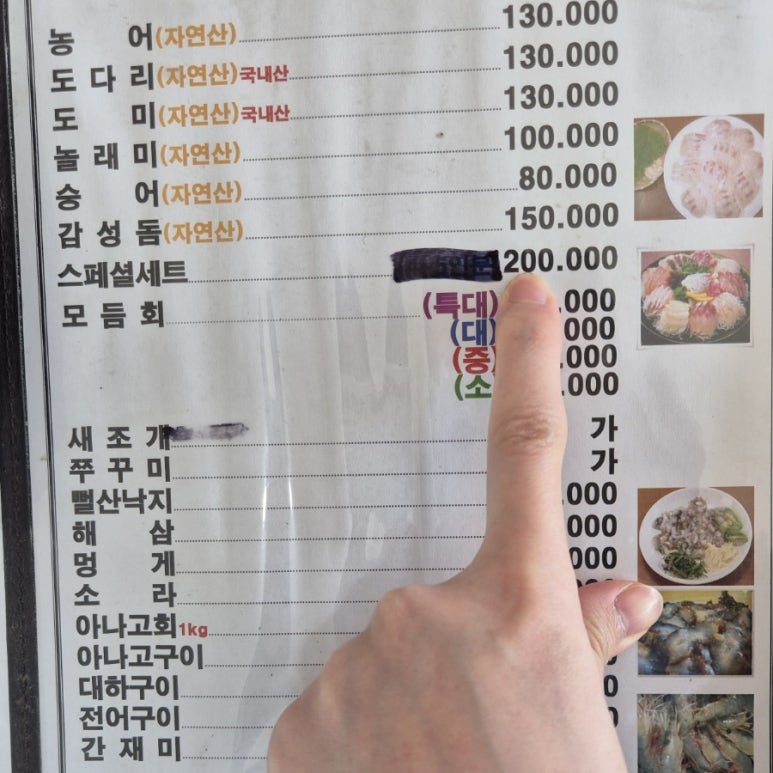 농 어(자연산) 130.000
도다리(자연산)국내산 130.000
도 미(자연산)국내산 130.000
놀래미(자연산) 100.000
숭 어(자연산) 80.000
감성돔(자연산) 150.000
스페셜세트 200.000
모듬회 (특대) .000
(대) .000
(중) .000
(소 .000
새조개 가
쭈꾸미 가
뻘산낙지 .000
해 삼 .000
멍 게 .000
소 라
아나고회1kg
아나고구이
대하구이
전어구이
간재미